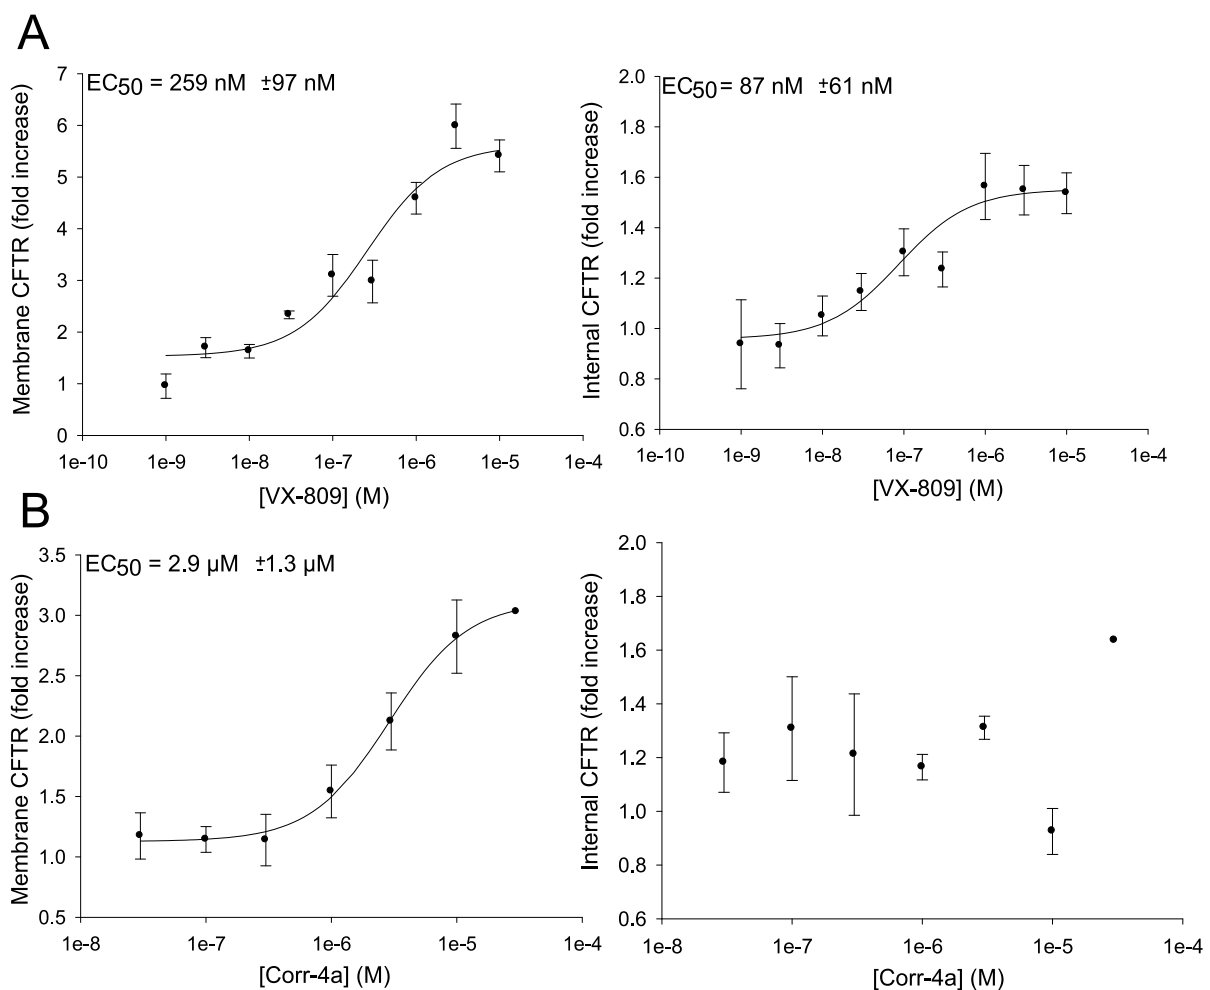 A
EC50 = 259 nM ±97 nM
Membrane CFTR (fold increase)
7
6
5
4
3
2
1
0
1e-10 1e-9 1e-8 1e-7 1e-6 1e-5 1e-4
[VX-809] (M)
EC50 = 87 nM ±61 nM
Internal CFTR (fold increase)
2.0
1.8
1.6
1.4
1.2
1.0
0.8
0.6
1e-10 1e-9 1e-8 1e-7 1e-6 1e-5 1e-4
[VX-809] (M)
B
EC50 = 2.9 µM ±1.3 µM
Membrane CFTR (fold increase)
3.5
3.0
2.5
2.0
1.5
1.0
0.5
1e-8 1e-7 1e-6 1e-5 1e-4
[Corr-4a] (M)
Internal CFTR (fold increase)
2.0
1.8
1.6
1.4
1.2
1.0
0.8
0.6
1e-8 1e-7 1e-6 1e-5 1e-4
[Corr-4a] (M)